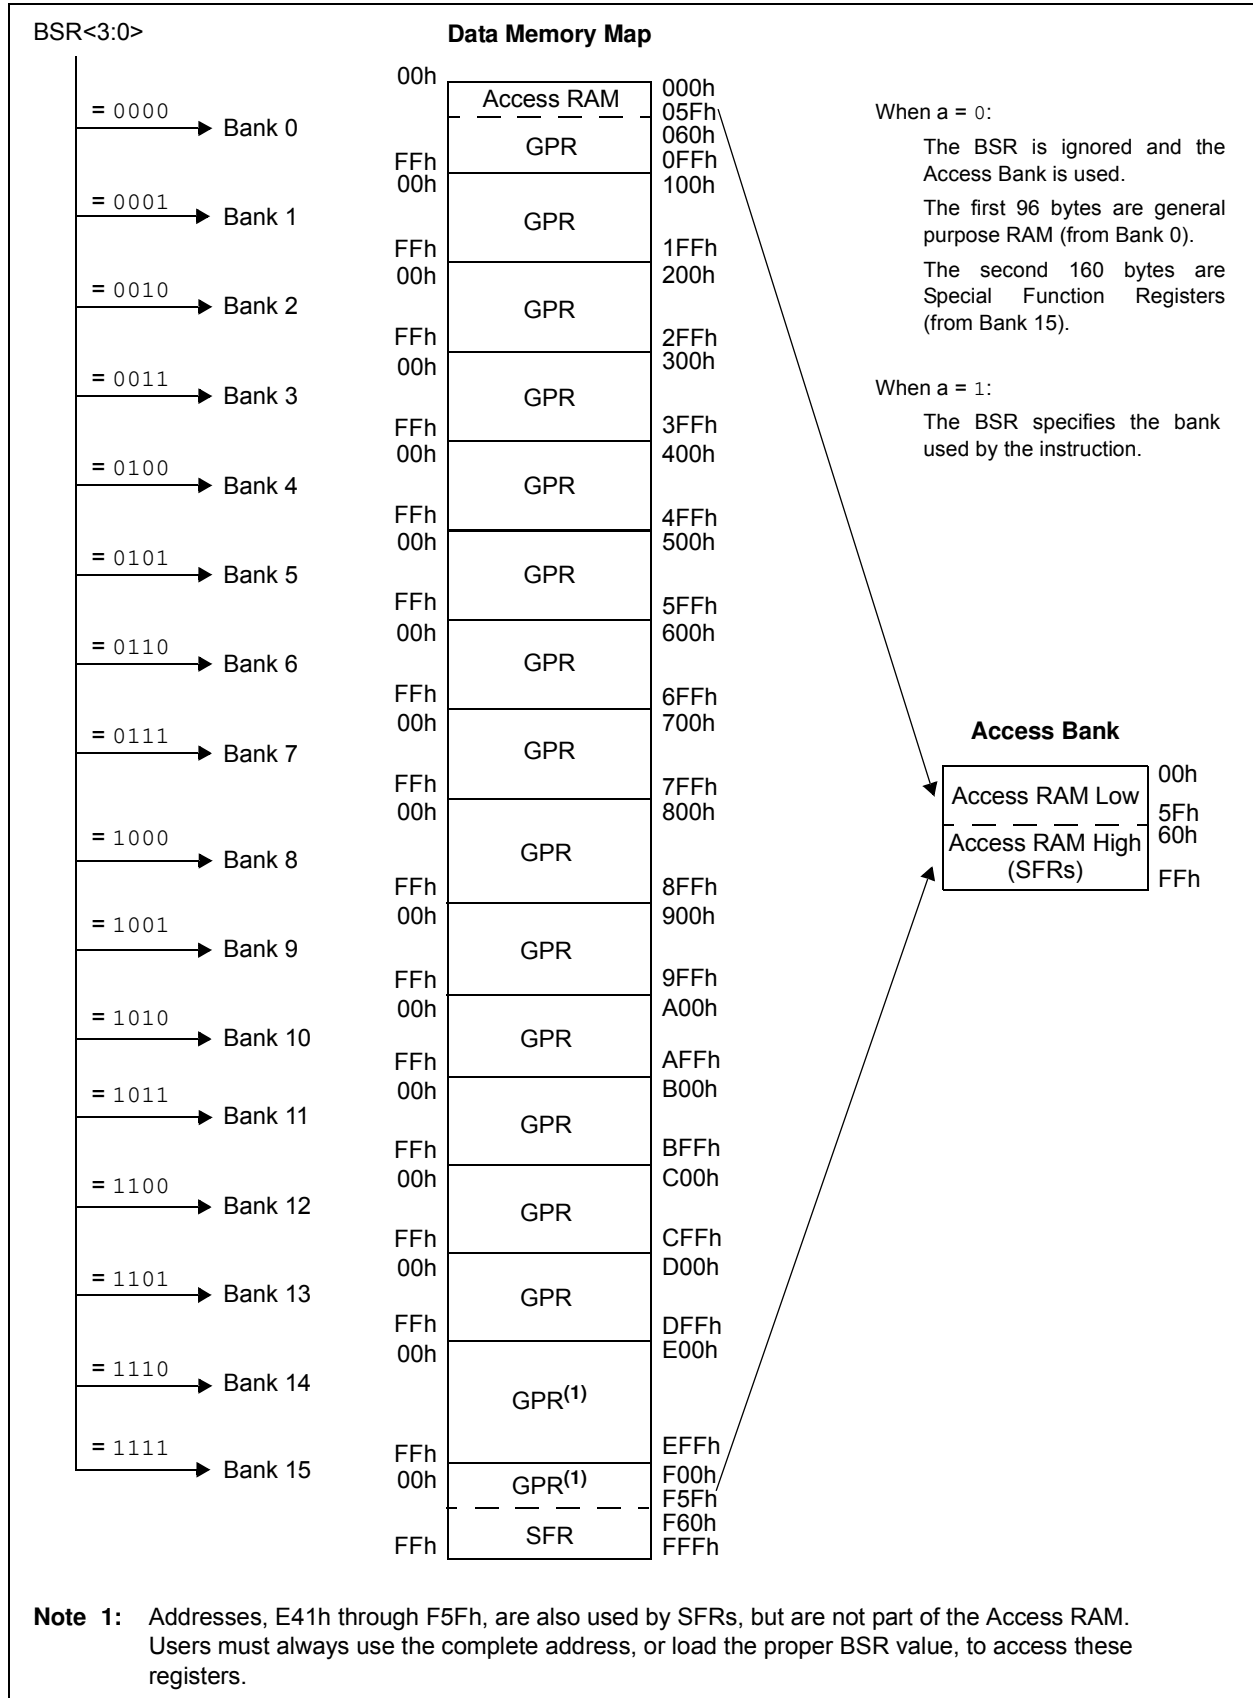 BSR<3:0>
Data Memory Map
= 0000
Bank 0
00h
Access RAM
000h
05Fh
GPR
060h
FFh
0FFh
= 0001
Bank 1
00h
GPR
100h
FFh
1FFh
= 0010
Bank 2
00h
GPR
200h
FFh
2FFh
= 0011
Bank 3
00h
GPR
300h
FFh
3FFh
= 0100
Bank 4
00h
GPR
400h
FFh
4FFh
= 0101
Bank 5
00h
GPR
500h
FFh
5FFh
= 0110
Bank 6
00h
GPR
600h
FFh
6FFh
= 0111
Bank 7
00h
GPR
700h
FFh
7FFh
= 1000
Bank 8
00h
GPR
800h
FFh
8FFh
= 1001
Bank 9
00h
GPR
900h
FFh
9FFh
= 1010
Bank 10
00h
GPR
A00h
FFh
AFFh
= 1011
Bank 11
00h
GPR
B00h
FFh
BFFh
= 1100
Bank 12
00h
GPR
C00h
FFh
CFFh
= 1101
Bank 13
00h
GPR
D00h
FFh
DFFh
= 1110
Bank 14
00h
GPR(1)
E00h
FFh
EFFh
= 1111
Bank 15
00h
GPR(1)
F00h
F5Fh
SFR
F60h
FFh
FFFh
When a = 0:
The BSR is ignored and the
Access Bank is used.
The first 96 bytes are general
purpose RAM (from Bank 0).
The second 160 bytes are
Special Function Registers
(from Bank 15).
When a = 1:
The BSR specifies the bank
used by the instruction.
Access Bank
Access RAM Low
00h
5Fh
Access RAM High
(SFRs)
60h
FFh
Note 1: Addresses, E41h through F5Fh, are also used by SFRs, but are not part of the Access RAM.
Users must always use the complete address, or load the proper BSR value, to access these
registers.